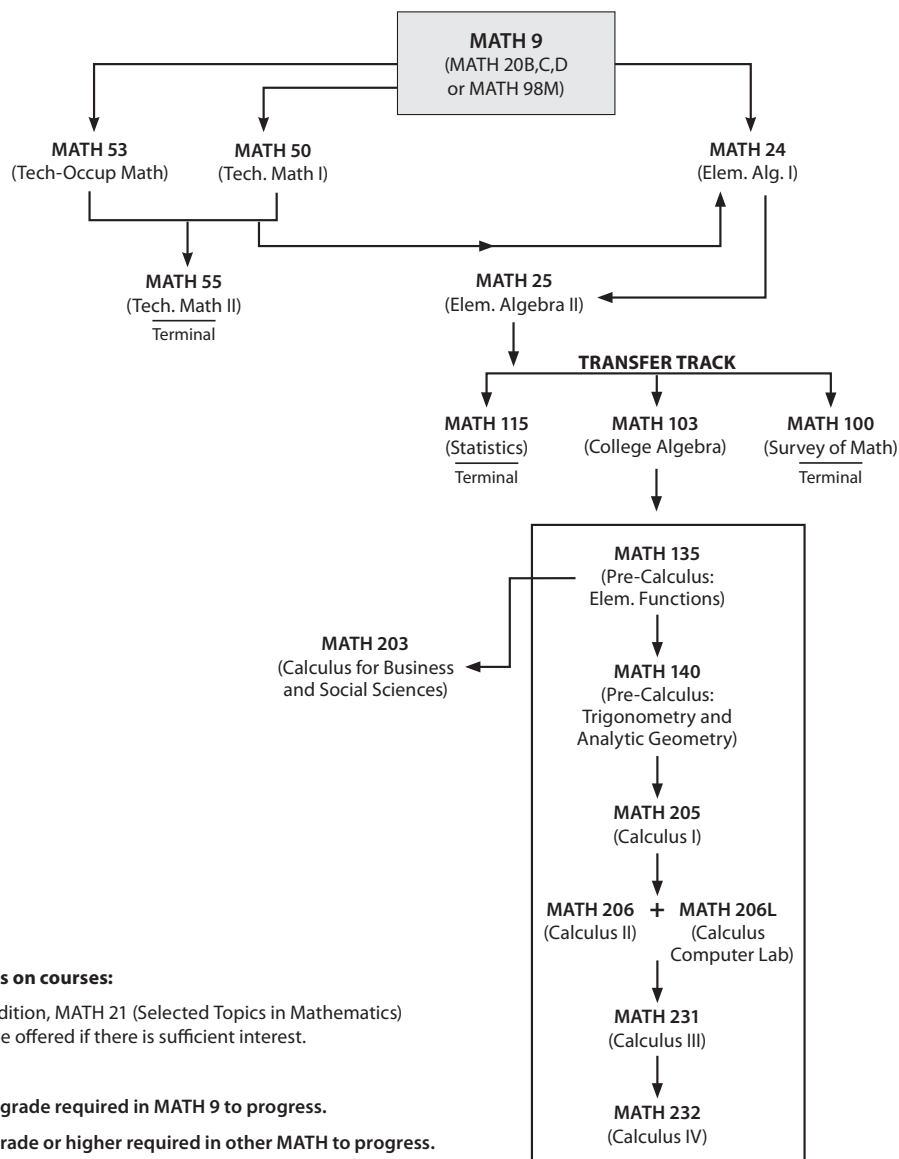 MATH 9
(MATH 20B,C,D
or MATH 98M)
MATH 53
(Tech-Occup Math)
MATH 50
(Tech. Math I)
MATH 24
(Elem. Alg. I)
MATH 55
(Tech. Math II)
Terminal
MATH 25
(Elem. Algebra II)
TRANSFER TRACK
MATH 115
(Statistics)
Terminal
MATH 103
(College Algebra)
MATH 100
(Survey of Math)
Terminal
MATH 135
(Pre-Calculus:
Elem. Functions)
MATH 203
(Calculus for Business
and Social Sciences)
MATH 140
(Pre-Calculus:
Trigonometry and
Analytic Geometry)
MATH 205
(Calculus I)
MATH 206 + MATH 206L
(Calculus II) (Calculus
Computer Lab)
MATH 231
(Calculus III)
MATH 232
(Calculus IV)
on courses:
MATH 21 (Selected Topics in Mathematics)
offered if there is sufficient interest.
grade required in MATH 9 to progress.
or higher required in other MATH to progress.